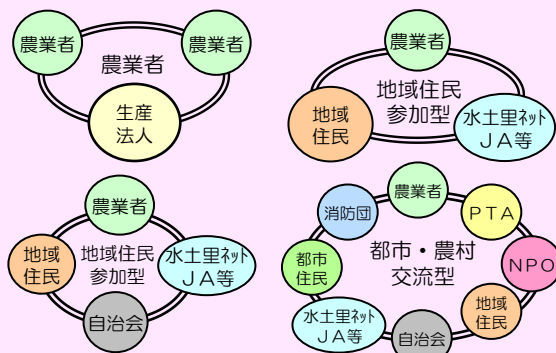 農業者
農業者
農業者
生産
法人
農業者
地域住民
参加型
地域
住民
水土里ネット
ＪＡ等
農業者
地域
住民
地域住民
参加型
水土里ネット
ＪＡ等
自治会
農業者
消防団
ＰＴＡ
都市・農村
交流型
都市
住民
ＮＰＯ
水土里ネット
ＪＡ等
地域
住民
自治会